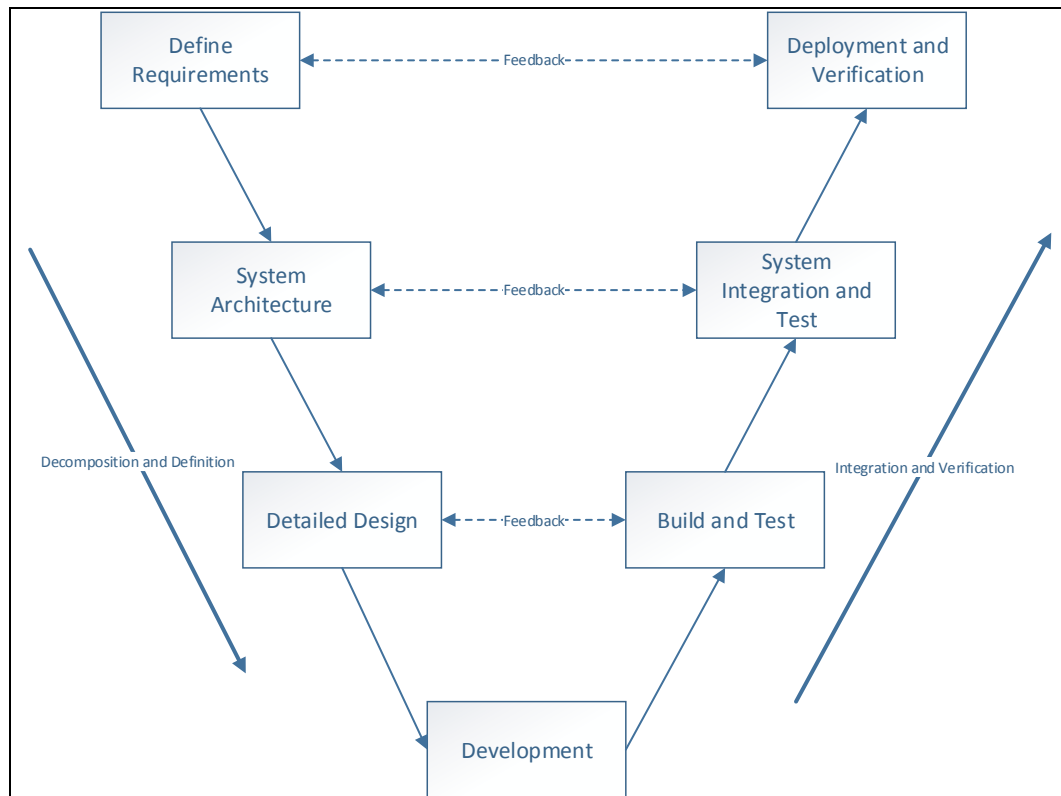 Define
Requirements
Feedback
Deployment and
Verification
System
Architecture
Feedback
System
Integration and
Test
Decomposition and Definition
Integration and Verification
Detailed Design
Feedback
Build and Test
Development